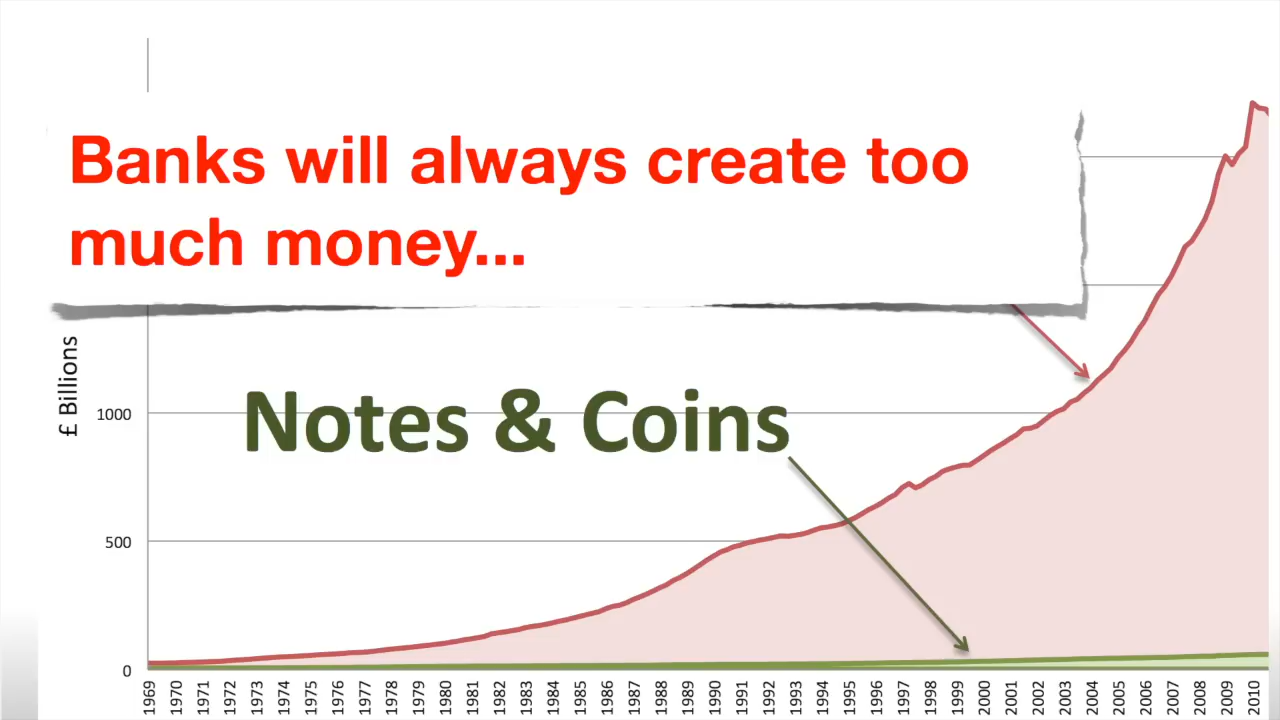 Banks will always create too
much money...
£ Billions
Notes & Coins
1000
500
0
1969 1970 1971 1972 1973 1974 1975 1976 1977 1978 1979 1980 1981 1982 1983 1984 1985 1986 1987 1988 1989 1990 1991 1992 1993 1994 1995 1996 1997 1998 1999 2000 2001 2002 2003 2004 2005 2006 2007 2008 2009 2010